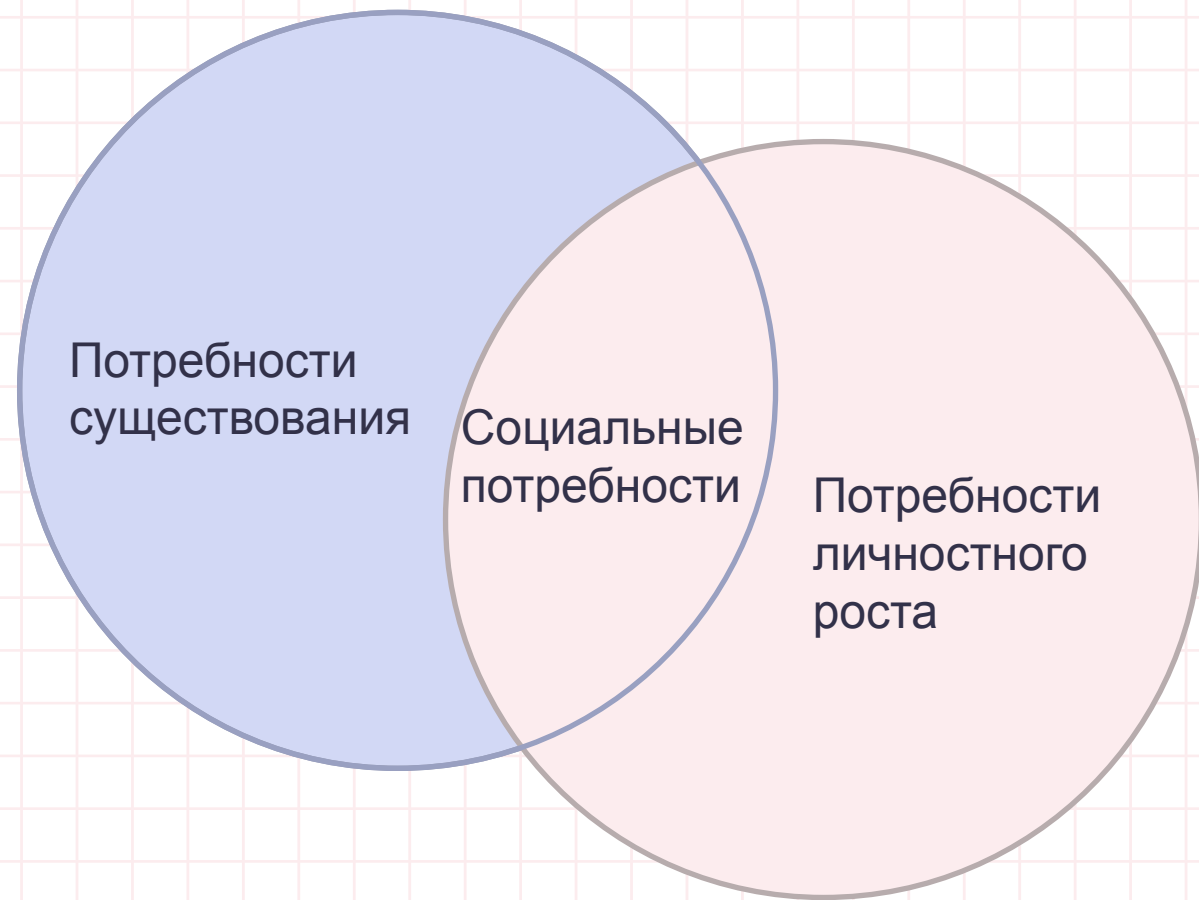 Потребности
существования
Социальные
потребности
Потребности
личностного
роста